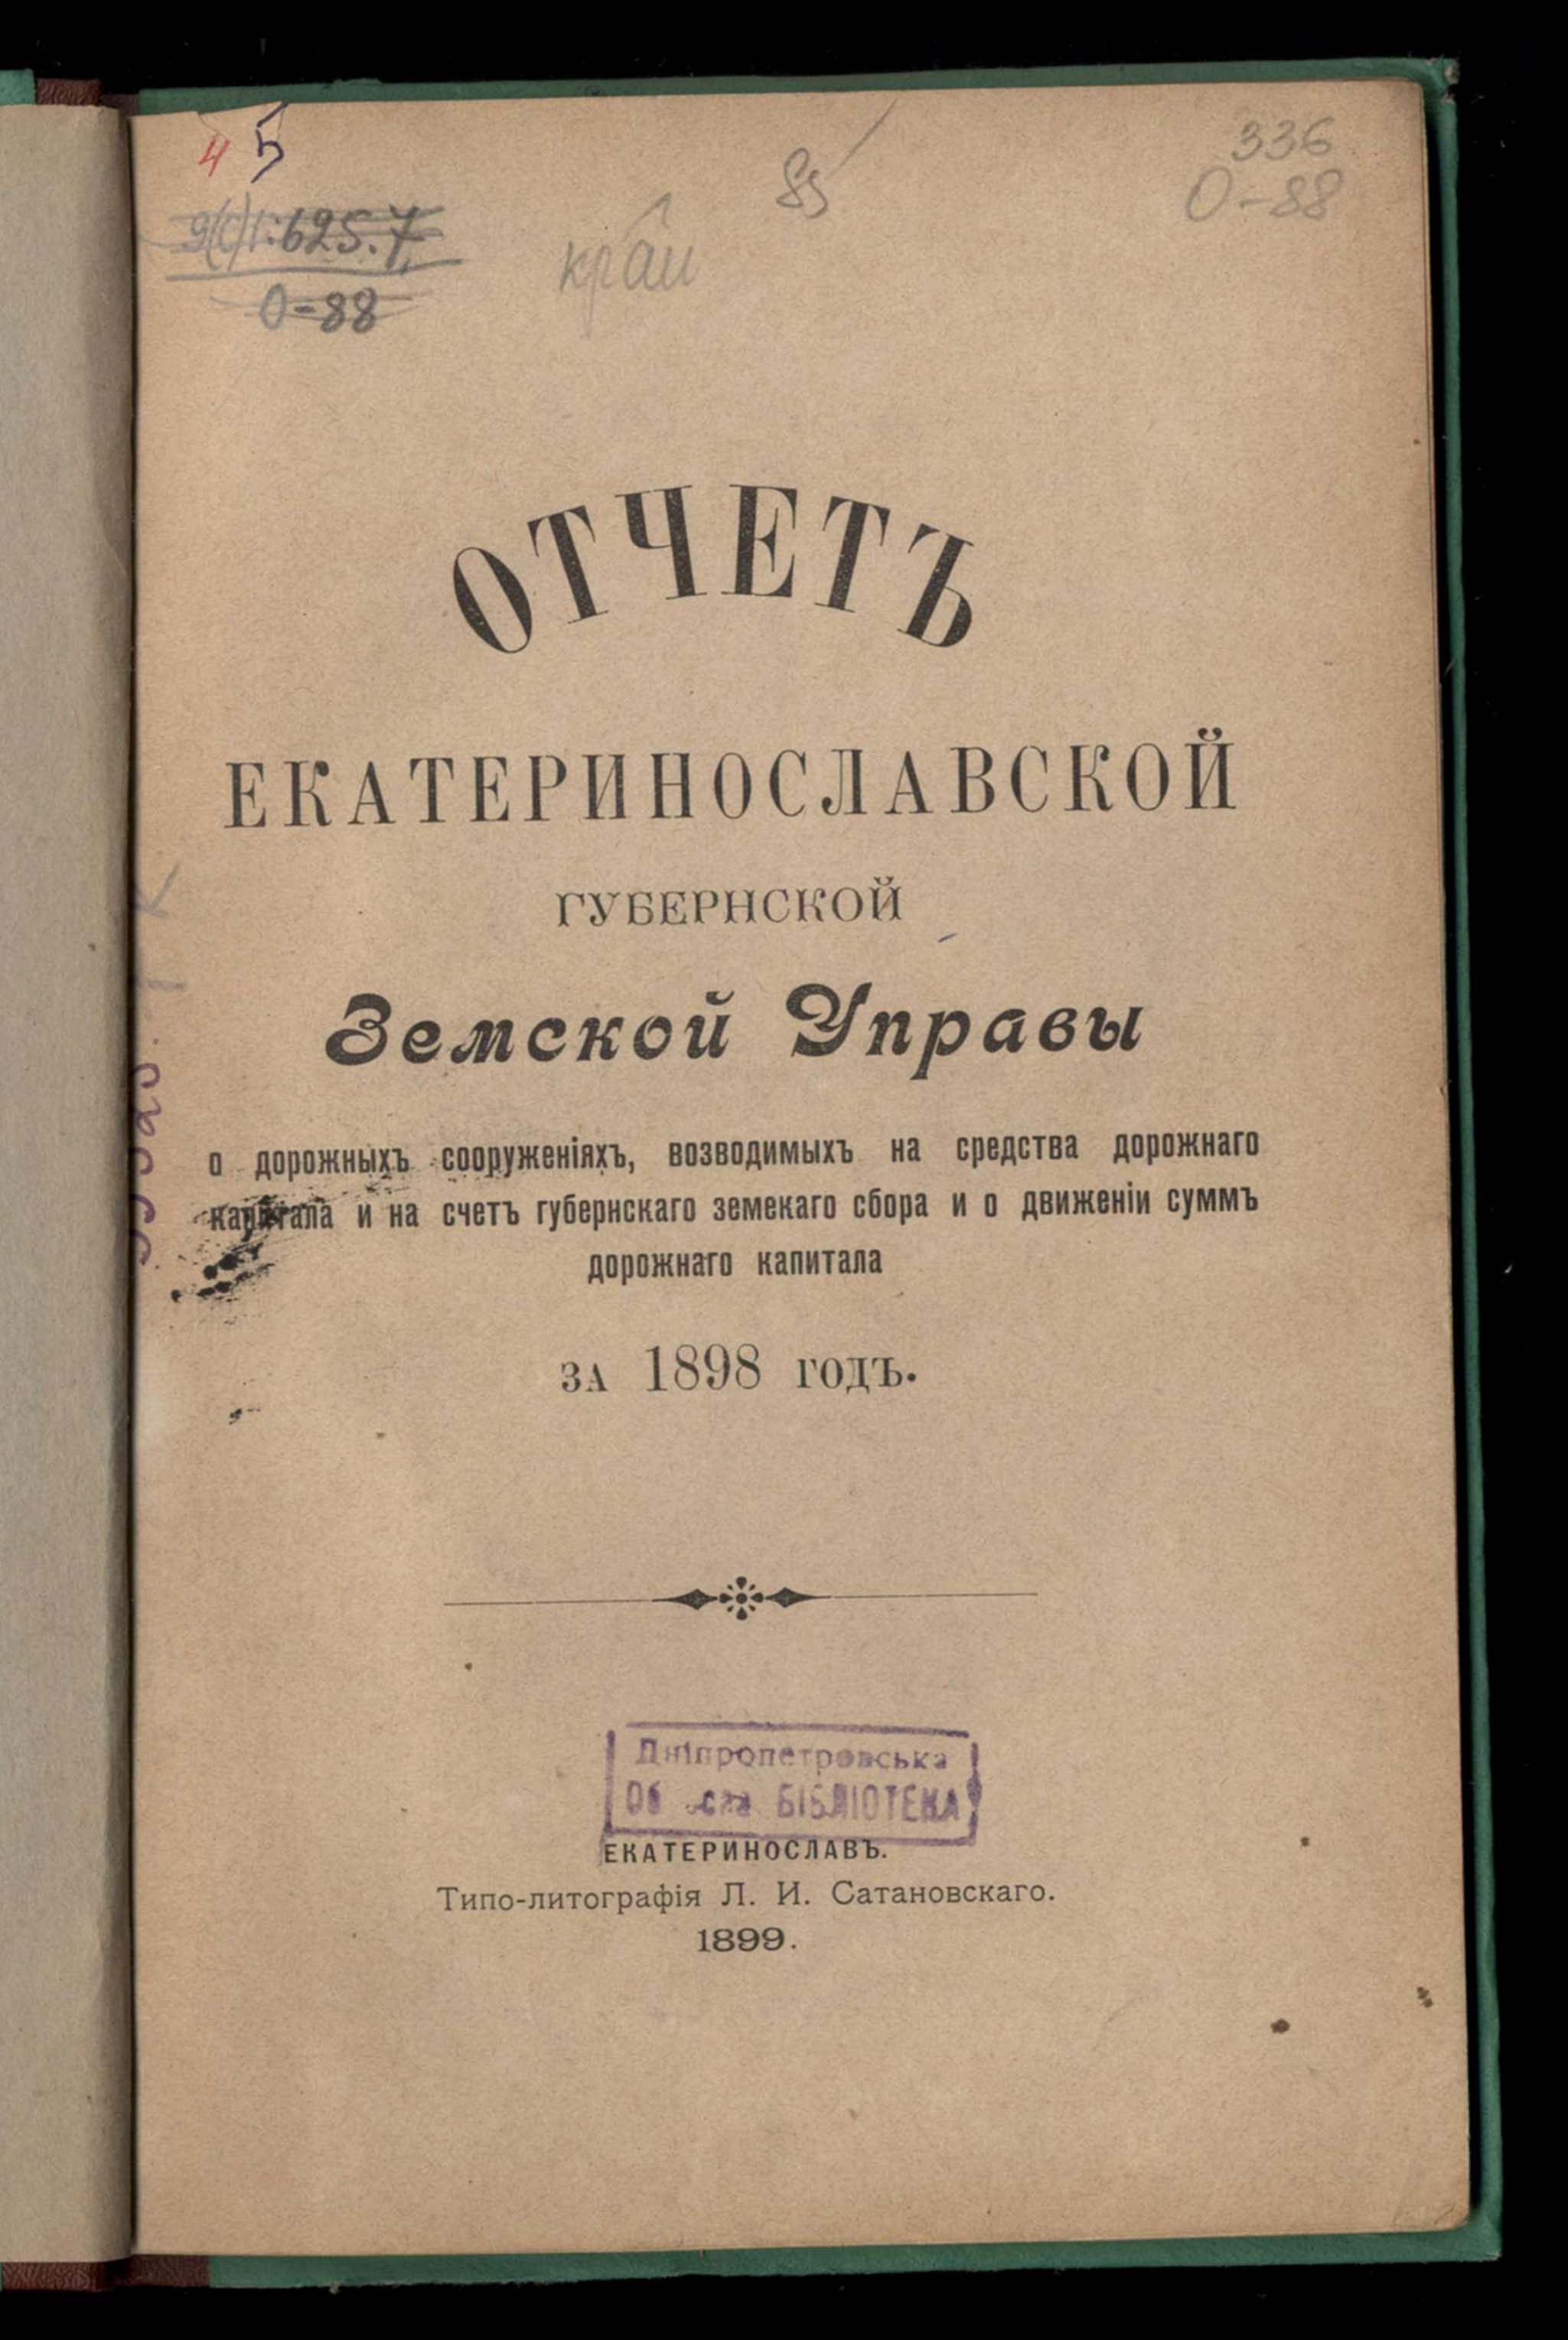 4 5
85
336
О-88
9(с)1:625.7
О-88
край
ОТЧЕТЪ
ЕКАТЕРИНОСЛАВСКОЙ
ГУБЕРНСКОЙ
Земской Управы
о дорожныхъ сооруженіяхъ, возводимыхъ на средства дорожнаго
капитала и на счетъ губернскаго земекаго сбора и о движеніи суммъ
дорожнаго капитала
ЗА 1898 ГОДЪ.
Дніпропетровська
БІБЛІОТЕКА
ЕКАТЕРИНОСЛАВЪ.
Типо-литографія Л. И. Сатановскаго.
1899.